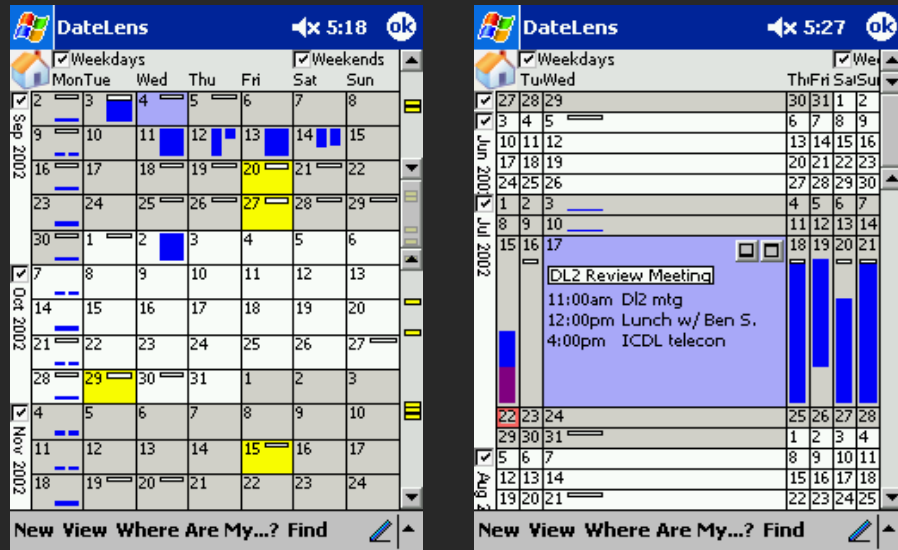 DateLens 5:18 ok
Weekdays Weekends
Mon Tue Wed Thu Fri Sat Sun
Sep 2002
2 3 4 5 6 7 8
9 10 11 12 13 14 15
16 17 18 19 20 21 22
23 24 25 26 27 28 29
30 1 2 3 4 5 6
Oct 2002
7 8 9 10 11 12 13
14 15 16 17 18 19 20
21 22 23 24 25 26 27
28 29 30 31 1 2 3
Nov 2002
4 5 6 7 8 9 10
11 12 13 14 15 16 17
18 19 20 21 22 23 24
New View Where Are My...? Find
DateLens 5:27 ok
Weekdays
Tu Wed Fri
27 28 29 30 31 1 2
Jun 200
3 4 5 6 7 8 9
10 11 12 13 14 15 16
17 18 19 20 21 22 23
24 25 26 27 28 29 30
Jul 2002
1 2 3 4 5 6 7
8 9 10 11 12 13 14
15 16 17 18 19 20 21
DL2 Review Meeting
11:00am Dl2 mtg
12:00pm Lunch w/ Ben S.
4:00pm ICDL telecon
22 23 24 25 26 27 28
29 30 31 1 2 3 4
Aug 2
5 6 7 8 9 10 11
12 13 14 15 16 17 18
19 20 21 22 23 24 25
New View Where Are My...? Find